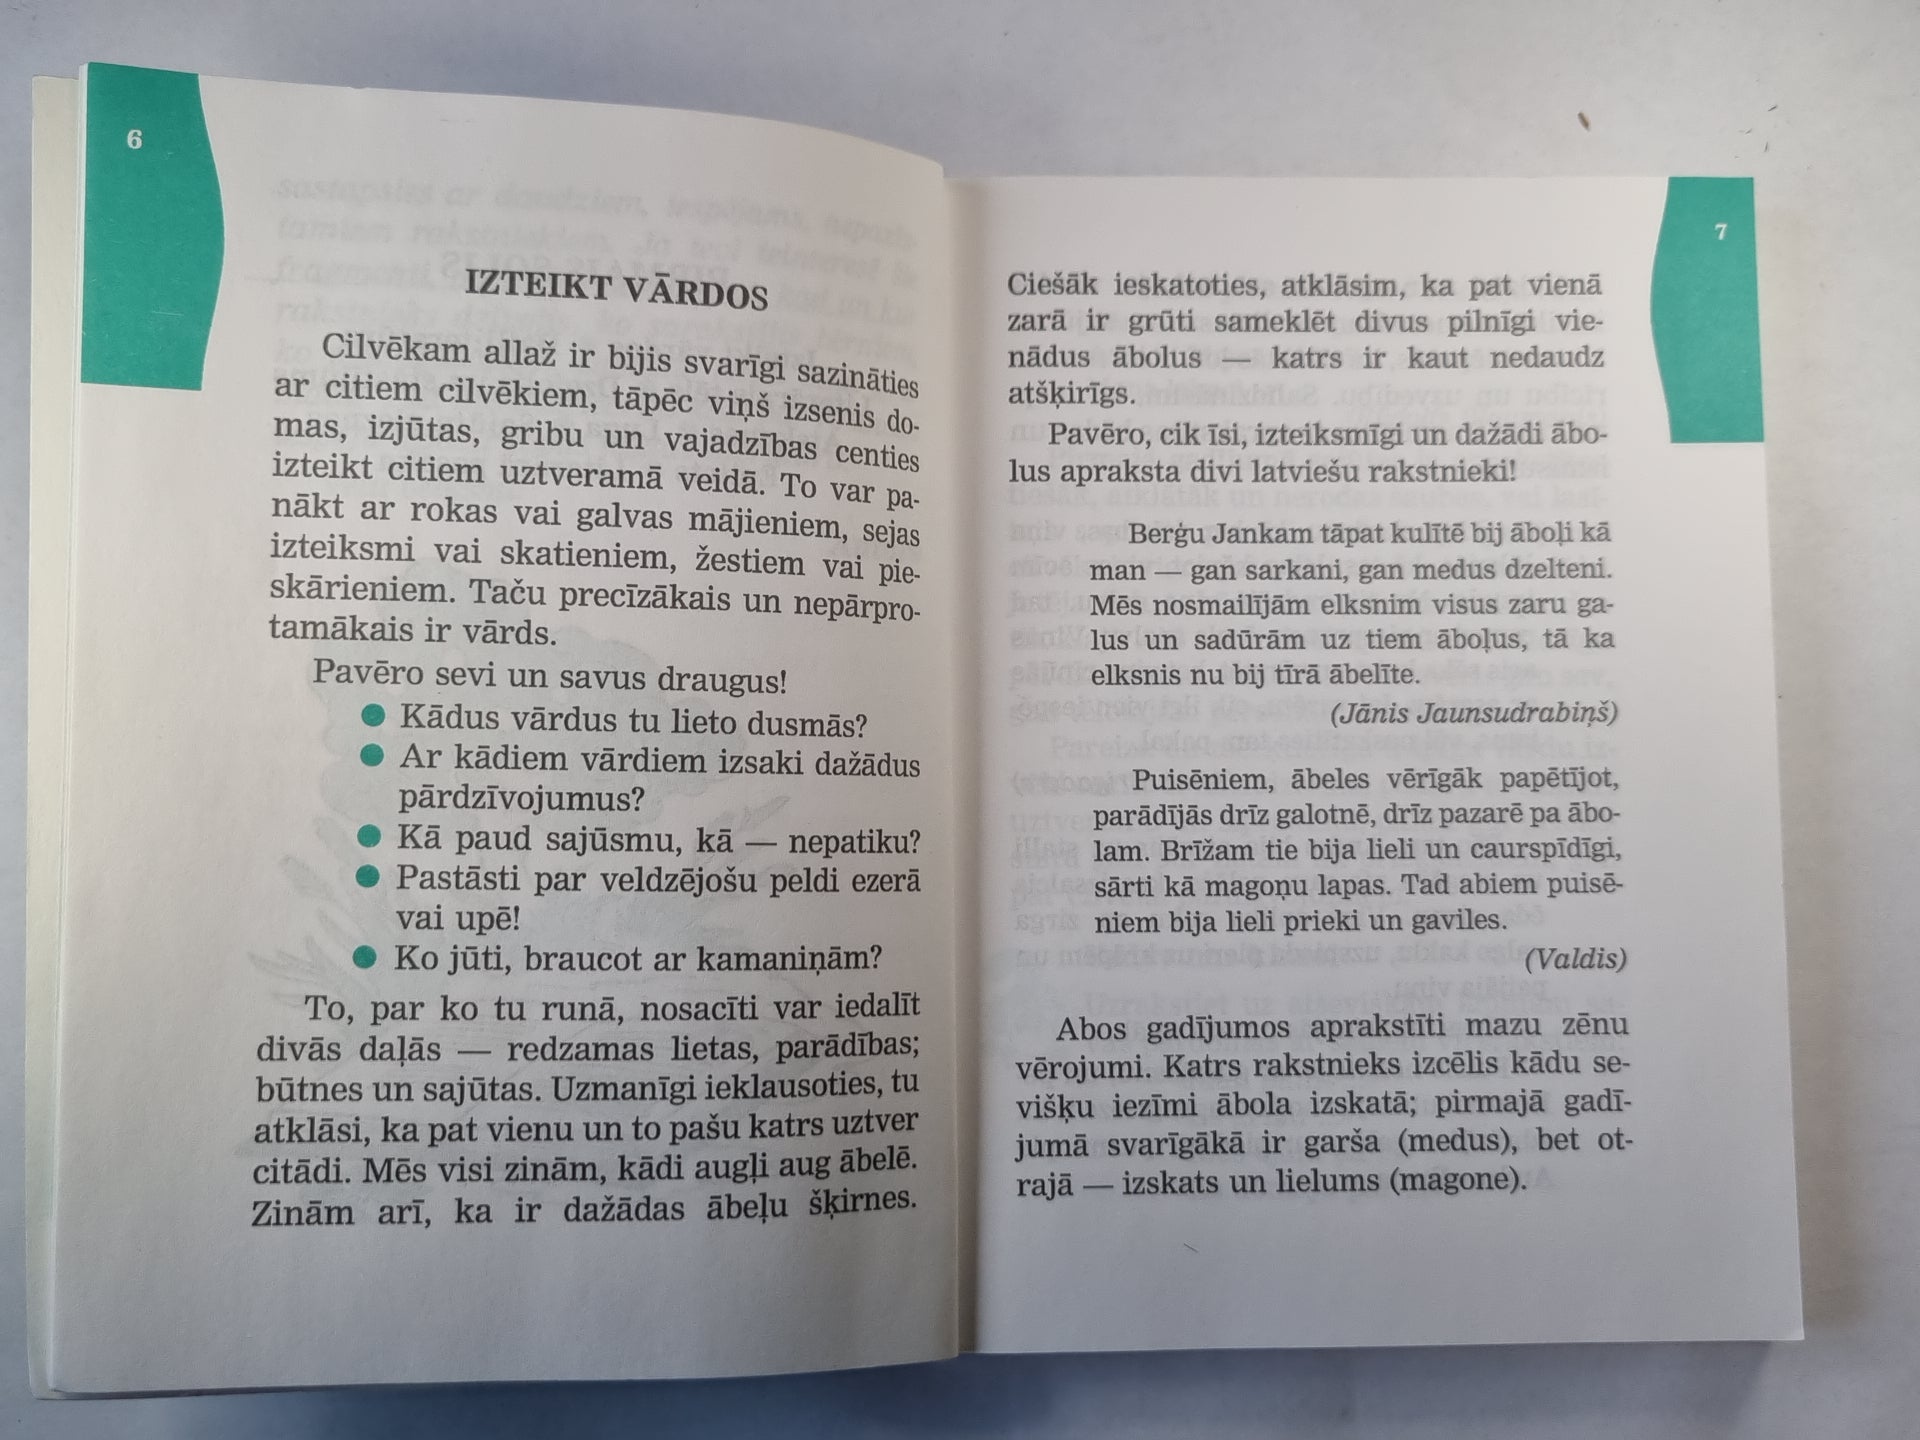 6
IZTEIKT VĀRDOS
Cilvēkam allaž ir bijis svarīgi sazināties
ar citiem cilvēkiem, tāpēc viņš izsenis do-
mas, izjūtas, gribu un vajadzības centies
izteikt citiem uztveramā veidā. To var pa-
nākt ar rokas vai galvas mājieniem, sejas
izteiksmi vai skatieniem, žestiem vai pie-
skārieniem. Taču precīzākais un nepārpro-
tamākais ir vārds.
Pavēro sevi un savus draugus!
● Kādus vārdus tu lieto dusmās?
● Ar kādiem vārdiem izsaki dažādus
pārdzīvojumus?
● Kā paud sajūsmu, kā — nepatiku?
● Pastāsti par veldzējošu peldi ezerā
vai upē!
● Ko jūti, braucot ar kamaniņām?
To, par ko tu runā, nosacīti var iedalīt
divās daļās — redzamas lietas, parādības;
būtnes un sajūtas. Uzmanīgi ieklausoties, tu
atklāsi, ka pat vienu un to pašu katrs uztver
citādi. Mēs visi zinām, kādi augļi aug ābelē.
Zinām arī, ka ir dažādas ābeļu šķirnes.
7
Ciešāk ieskatoties, atklāsim, ka pat vienā
zarā ir grūti sameklēt divus pilnīgi vie-
nādus ābolus — katrs ir kaut nedaudz
atšķirīgs.
Pavēro, cik īsi, izteiksmīgi un dažādi ābo-
lus apraksta divi latviešu rakstnieki!
Berģu Jankam tāpat kulītē bij āboļi kā
man — gan sarkani, gan medus dzelteni.
Mēs nosmailījām elksnim visus zaru ga-
lus un sadūrām uz tiem āboļus, tā ka
elksnis nu bij tīrā ābelīte.
(Jānis Jaunsudrabiņš)
Puisēniem, ābeles vērīgāk papētījot,
parādījās drīz galotnē, drīz pazarē pa ābo-
lam. Brīžam tie bija lieli un caurspīdīgi,
sārti kā magoņu lapas. Tad abiem puisē-
niem bija lieli prieki un gaviles.
(Valdis)
Abos gadījumos aprakstīti mazu zēnu
vērojumi. Katrs rakstnieks izcēlis kādu se-
višķu iezīmi ābola izskatā; pirmajā gadī-
jumā svarīgākā ir garša (medus), bet ot-
rajā — izskats un lielums (magone).